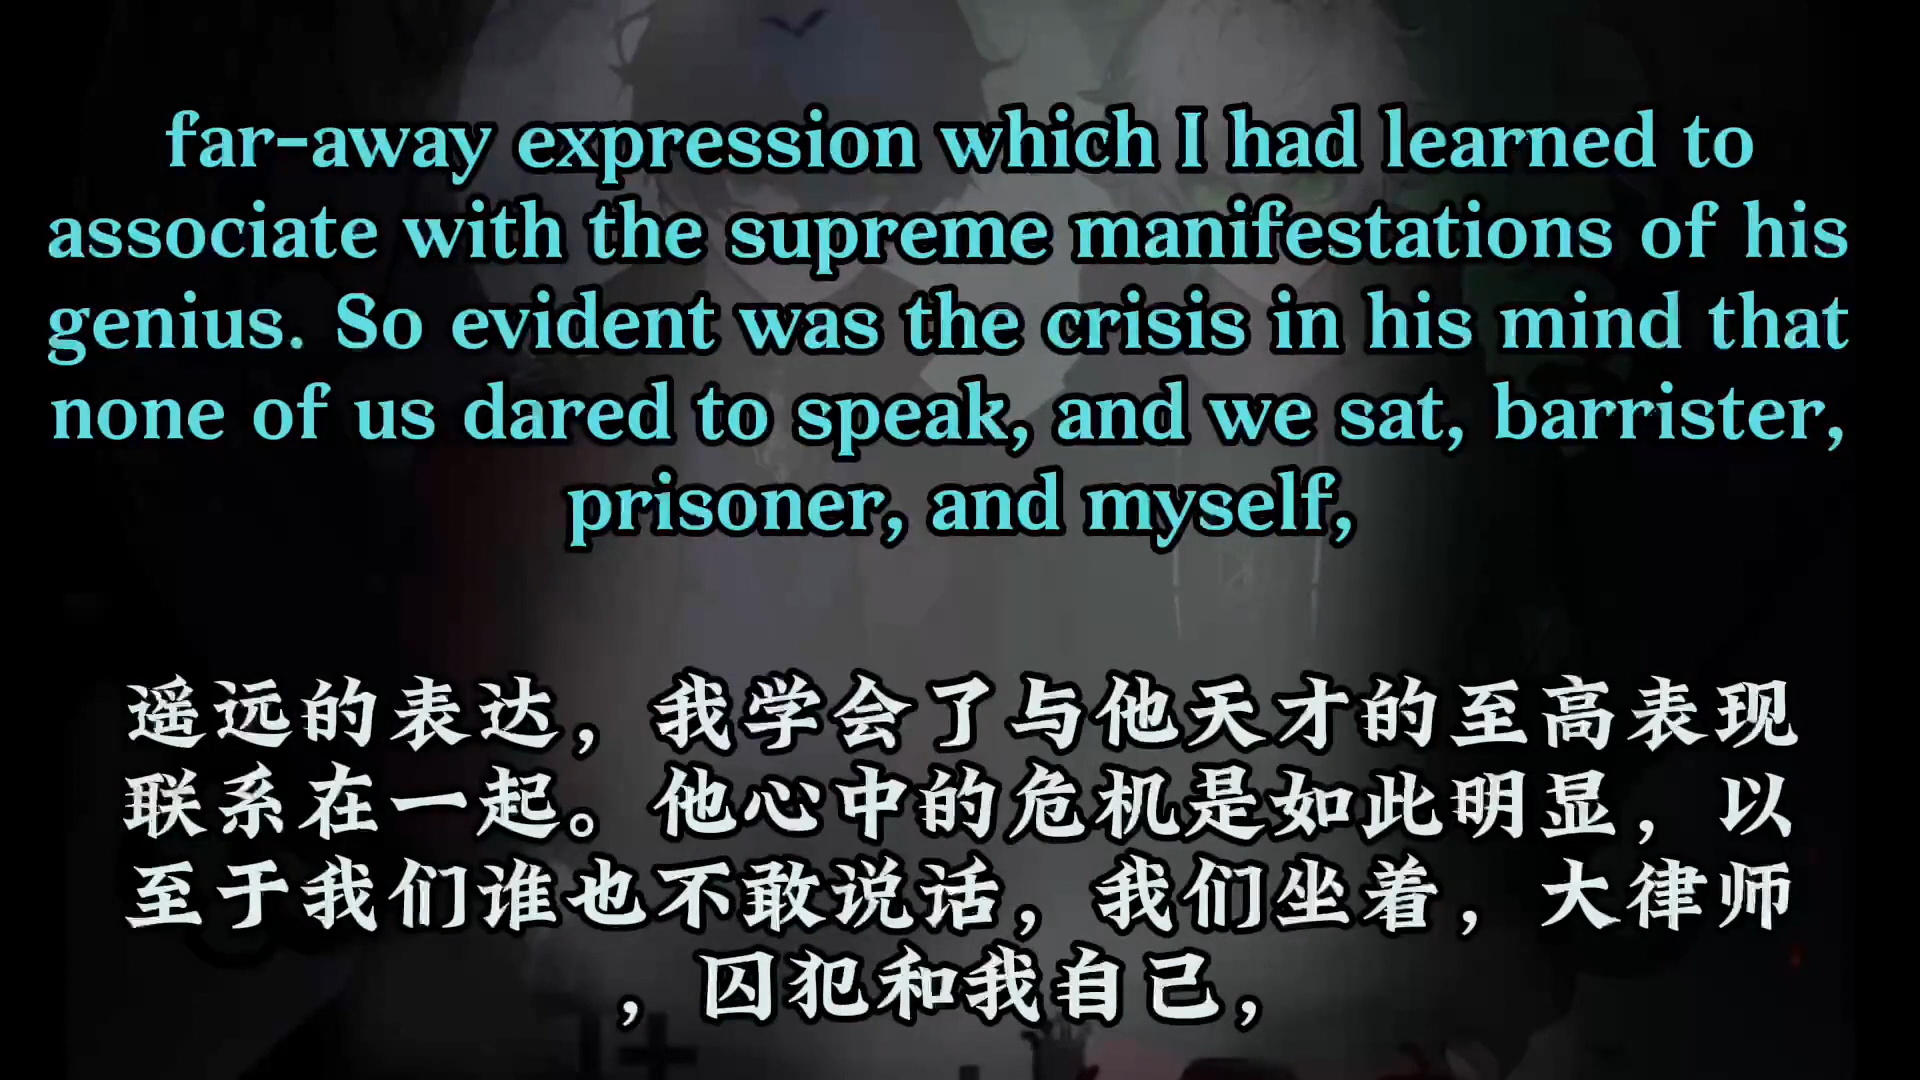 far-away expression which I had learned to
associate with the supreme manifestations of his
genius. So evident was the crisis in his mind that
none of us dared to speak, and we sat, barrister,
prisoner, and myself,
遥远的表达，我学会了与他天才的至高表现
联系在一起。他心中的危机是如此明显，以
至于我们谁也不敢说话，我们坐着，大律师
，囚犯和我自己，